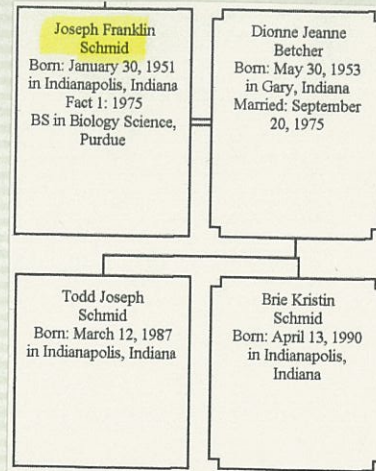 Joseph Franklin
Schmid
Born: January 30, 1951
in Indianapolis, Indiana
Fact 1: 1975
BS in Biology Science,
Purdue
Dionne Jeanne
Betcher
Born: May 30, 1953
in Gary, Indiana
Married: September
20, 1975
Todd Joseph
Schmid
Born: March 12, 1987
in Indianapolis, Indiana
Brie Kristin
Schmid
Born: April 13, 1990
in Indianapolis,
Indiana